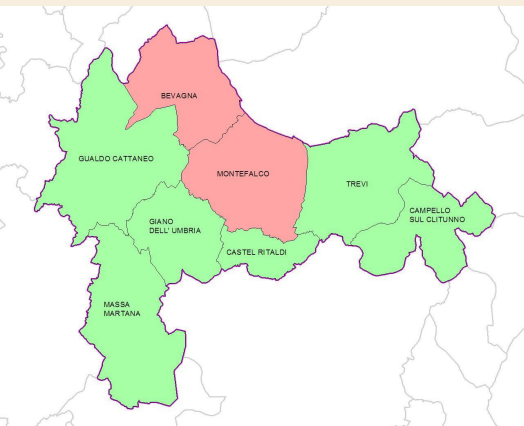 BEVAGNA
GUALDO CATTANEO
MONTEFALCO
TREVI
CAMPELLO
SUL CLITUNNO
GIANO
DELL' UMBRIA
CASTEL RITALDI
MASSA
MARTANA